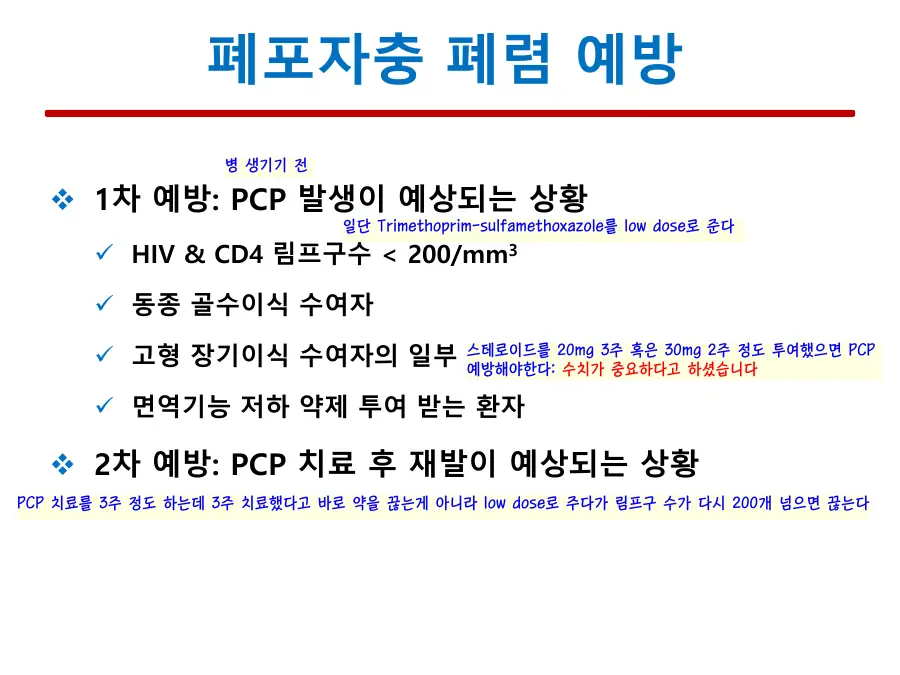 폐포자충 폐렴 예방
병 생기기 전
❖ 1차 예방: PCP 발생이 예상되는 상황
일단 Trimethoprim-sulfamethoxazole를 low dose로 준다
✓ HIV & CD4 림프구수 < 200/mm³
✓ 동종 골수이식 수여자
✓ 고형 장기이식 수여자의 일부
스테로이드를 20mg 3주 혹은 30mg 2주 정도 투여했으면 PCP
예방해야한다: 수치가 중요하다고 하셨습니다
✓ 면역기능 저하 약제 투여 받는 환자
❖ 2차 예방: PCP 치료 후 재발이 예상되는 상황
PCP 치료를 3주 정도 하는데 3주 치료했다고 바로 약을 끊는게 아니라 low dose로 주다가 림프구 수가 다시 200개 넘으면 끊는다